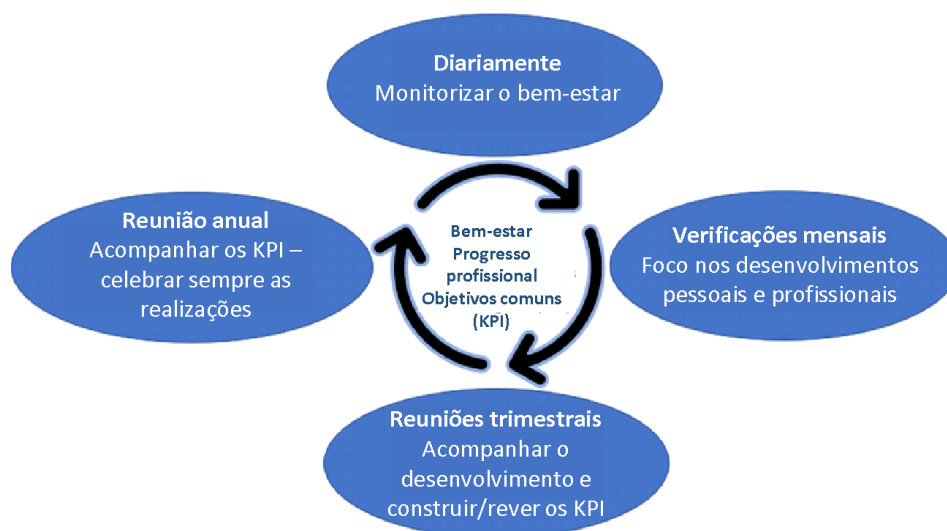 Diariamente
Monitorizar o bem-estar
Reunião anual
Acompanhar os KPI –
celebrar sempre as
realizações
Bem-estar
Progresso
profissional
Objetivos comuns
(KPI)
Verificações mensais
Foco nos desenvolvimentos
pessoais e profissionais
Reuniões trimestrais
Acompanhar o
desenvolvimento e
construir/rever os KPI